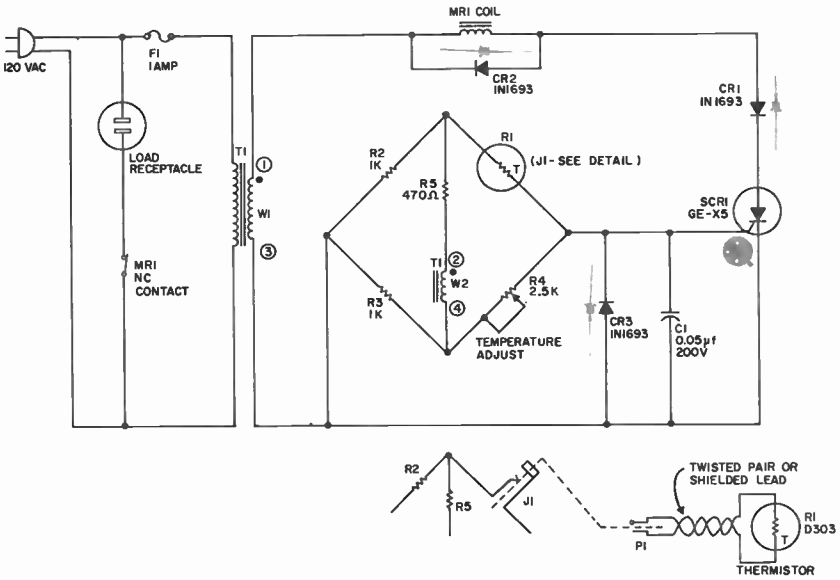 MR1 COIL
120 VAC
F1
1 AMP
CR2
1N1693
CR1
1N1693
LOAD
RECEPTACLE
T1
1
W1
3
R2
1K
R1
T
(J1-SEE DETAIL)
R5
470Ω
SCR1
GE-X5
MR1
NC
CONTACT
T1
2
W2
4
R3
1K
R4
2.5K
TEMPERATURE
ADJUST
CR3
1N1693
C1
0.05µf
200V
R2
R5
J1
TWISTED PAIR OR
SHIELDED LEAD
P1
R1
D303
T
THERMISTOR